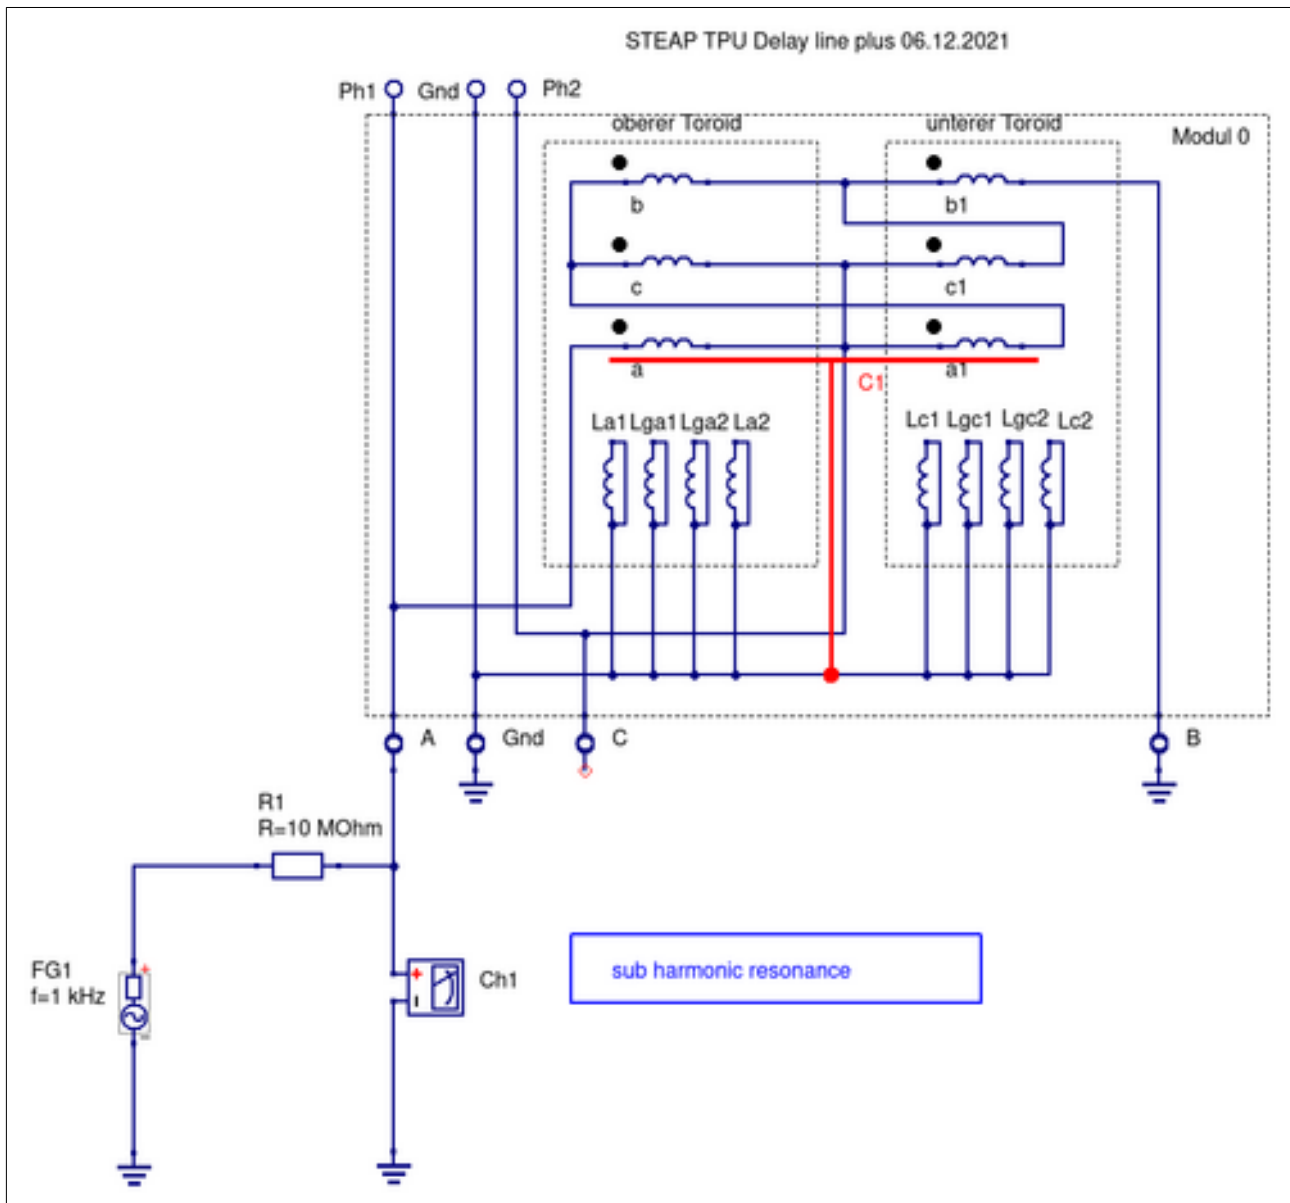 STEAP TPU Delay line plus 06.12.2021
Ph1 Gnd Ph2
oberer Toroid unterer Toroid
Modul 0
b b1
c c1
a a1
C1
La1 Lga1 Lga2 La2 Lc1 Lgc1 Lgc2 Lc2
A Gnd C B
R1
R=10 MOhm
FG1
f=1 kHz
Ch1
sub harmonic resonance